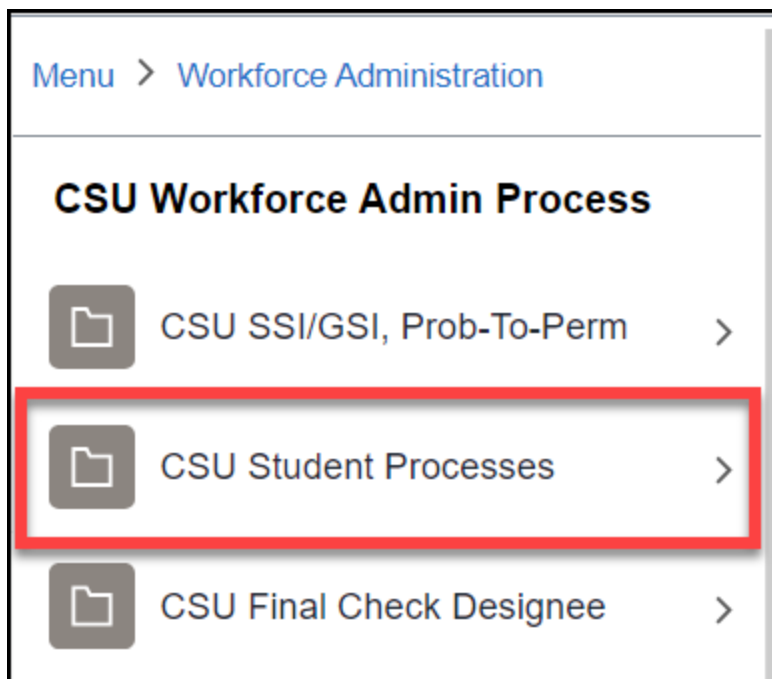 Menu > Workforce Administration
CSU Workforce Admin Process
CSU SSI/GSI, Prob-To-Perm
CSU Student Processes
CSU Final Check Designee